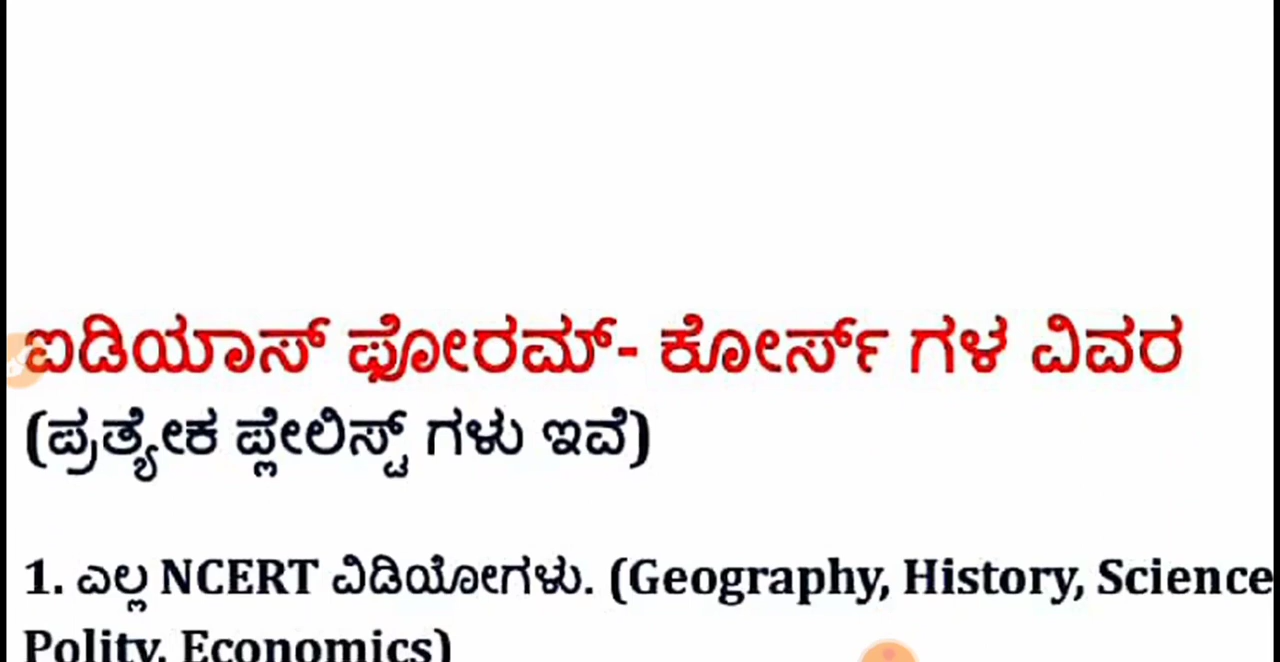 ಐಡಿಯಾಸ್ ಫೋರಮ್- ಕೋರ್ಸ್ ಗಳ ವಿವರ
(ಪ್ರತ್ಯೇಕ ಪ್ಲೇಲಿಸ್ಟ್ ಗಳು ಇವೆ)
1. ಎಲ್ಲ NCERT ವಿಡಿಯೋಗಳು. (Geography, History, Science
Polity, Economics)